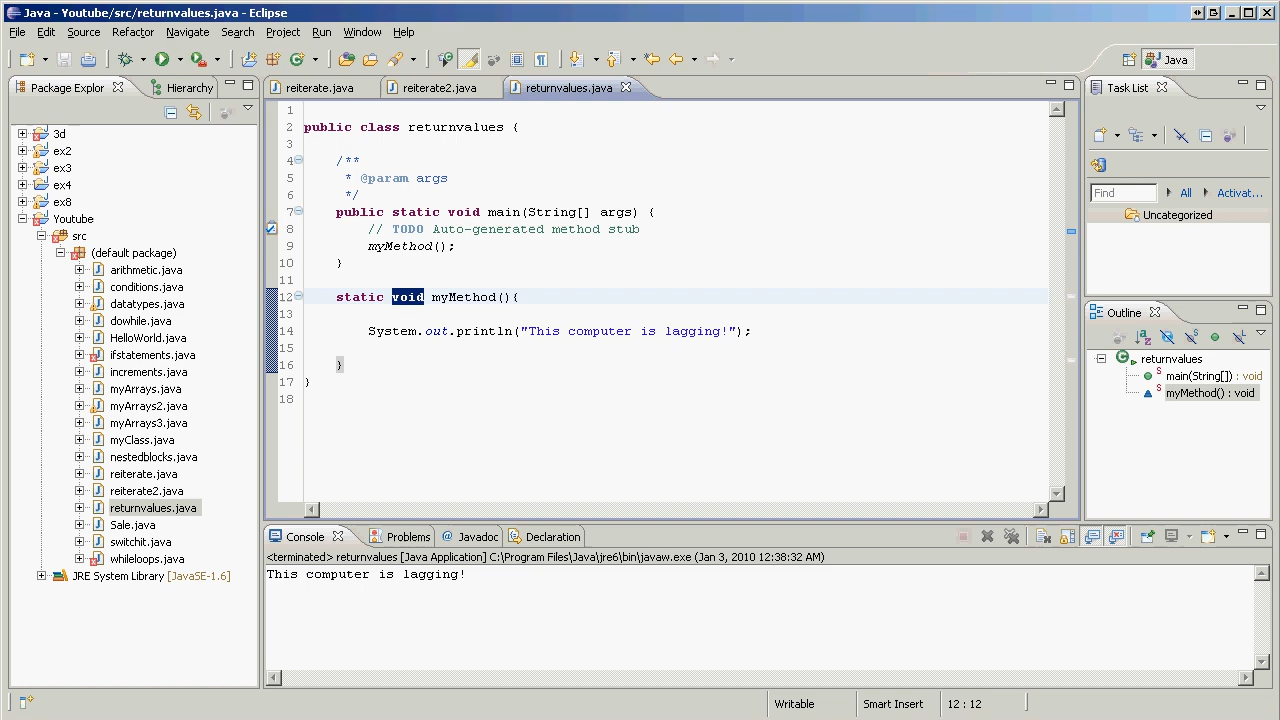 Java - Youtube/src/returnvalues.java - Eclipse
File Edit Source Refactor Navigate Search Project Run Window Help
Java
Package Explor
Hierarchy
3d
ex2
ex3
ex4
ex8
Youtube
src
(default package)
arithmetic.java
conditions.java
datatypes.java
dowhile.java
HelloWorld.java
ifstatements.java
increments.java
myArrays.java
myArrays2.java
myArrays3.java
myClass.java
nestedblocks.java
reiterate.java
reiterate2.java
returnvalues.java
Sale.java
switchit.java
whileloops.java
JRE System Library [JavaSE-1.6]
reiterate.java
reiterate2.java
returnvalues.java
1
2 public class returnvalues {
3
4 /**
5 * @param args
6 */
7 public static void main(String[] args) {
8 // TODO Auto-generated method stub
9 myMethod();
10 }
11
12 static void myMethod(){
13
14 System.out.println("This computer is lagging!");
15
16 }
17 }
18
Task List
Find
All
Activat...
Uncategorized
Outline
returnvalues
main(String[]) : void
myMethod() : void
Console
Problems
@ Javadoc
Declaration
<terminated> returnvalues [Java Application] C:\Program Files\Java\jre6\bin\javaw.exe (Jan 3, 2010 12:38:32 AM)
This computer is lagging!
Writable
Smart Insert
12 : 12